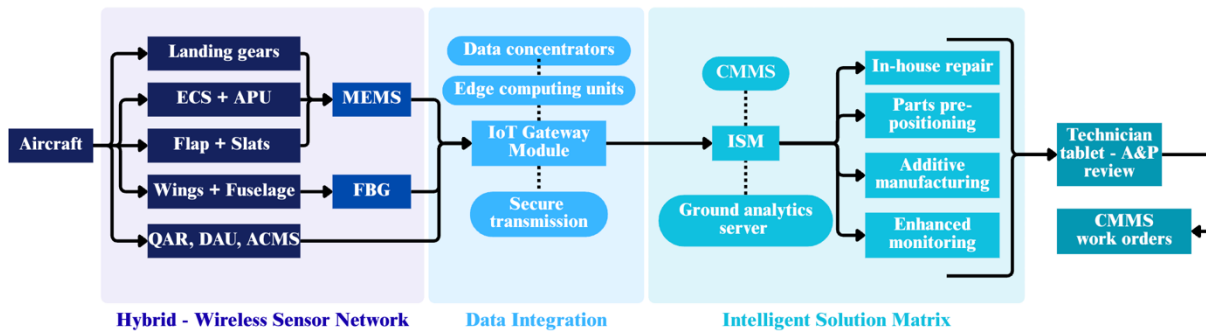 Aircraft
Landing gears
ECS + APU
Flap + Slats
Wings + Fuselage
QAR, DAU, ACMS
MEMS
FBG
Hybrid - Wireless Sensor Network
Data concentrators
Edge computing units
IoT Gateway
Module
Secure
transmission
Data Integration
CMMS
ISM
Ground analytics
server
In-house repair
Parts pre-
positioning
Additive
manufacturing
Enhanced
monitoring
Intelligent Solution Matrix
Technician
tablet - A&P
review
CMMS
work orders